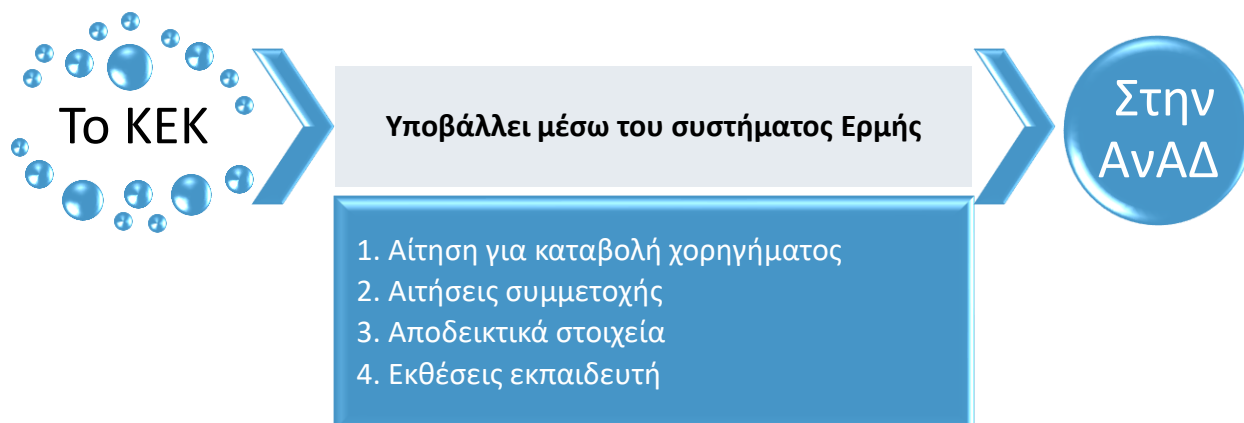 Το ΚΕΚ
Υποβάλλει μέσω του συστήματος Ερμής
1. Αίτηση για καταβολή χορηγήματος
2. Αιτήσεις συμμετοχής
3. Αποδεικτικά στοιχεία
4. Εκθέσεις εκπαιδευτή
Στην
ΑνΑΔ